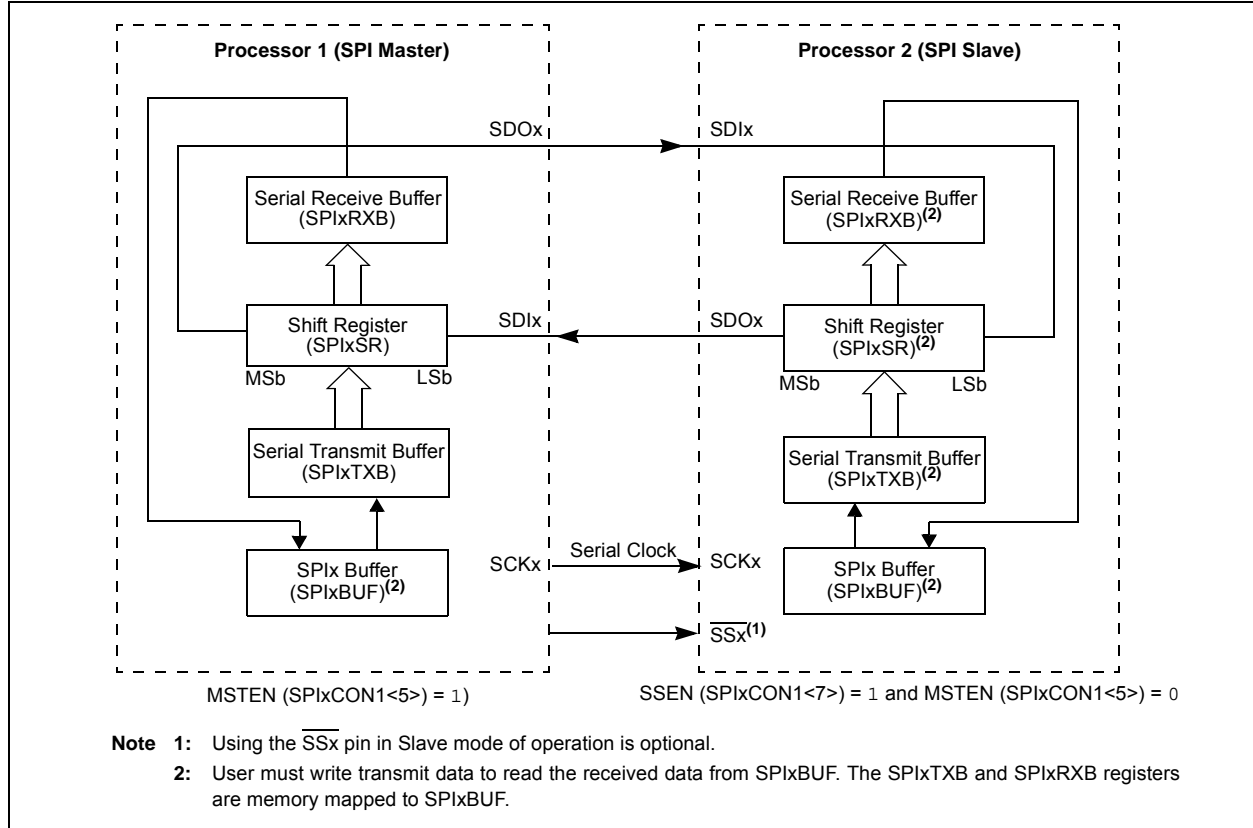 Processor 1 (SPI Master)
Processor 2 (SPI Slave)
SDOx
SDIx
Serial Receive Buffer
(SPIxRXB)
Serial Receive Buffer
(SPIxRXB)(2)
Shift Register
(SPIxSR)
SDIx
SDOx
Shift Register
(SPIxSR)(2)
MSb
LSb
MSb
LSb
Serial Transmit Buffer
(SPIxTXB)
Serial Transmit Buffer
(SPIxTXB)(2)
SPIx Buffer
(SPIxBUF)(2)
SCKx
Serial Clock
SCKx
SPIx Buffer
(SPIxBUF)(2)
SSx(1)
MSTEN (SPIxCON1<5>) = 1)
SSEN (SPIxCON1<7>) = 1 and MSTEN (SPIxCON1<5>) = 0
Note 1: Using the SSx pin in Slave mode of operation is optional.
2: User must write transmit data to read the received data from SPIxBUF. The SPIxTXB and SPIxRXB registers
are memory mapped to SPIxBUF.